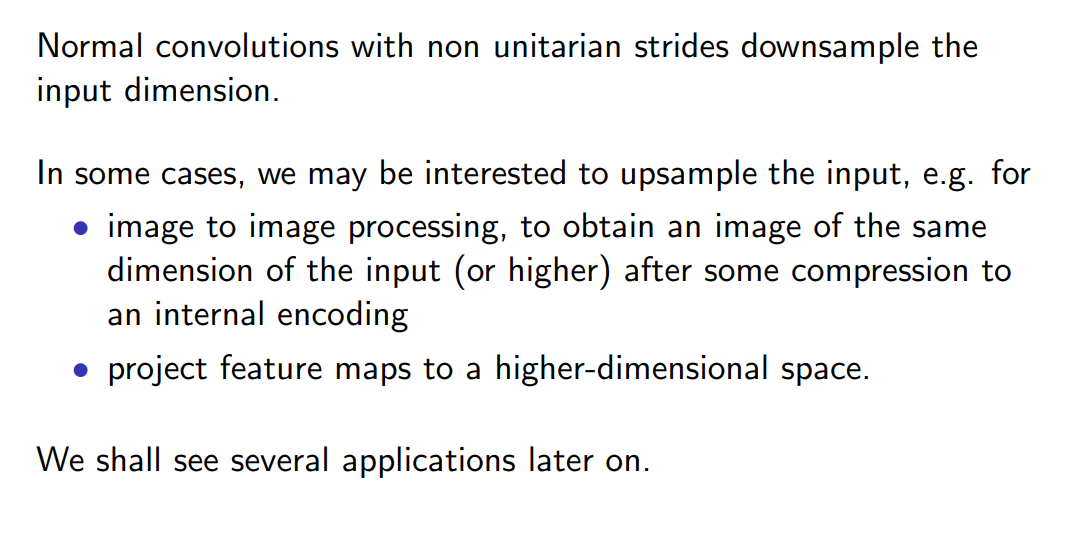 Normal convolutions with non unitarian strides downsample the
input dimension.
In some cases, we may be interested to upsample the input, e.g. for
• image to image processing, to obtain an image of the same
dimension of the input (or higher) after some compression to
an internal encoding
• project feature maps to a higher-dimensional space.
We shall see several applications later on.